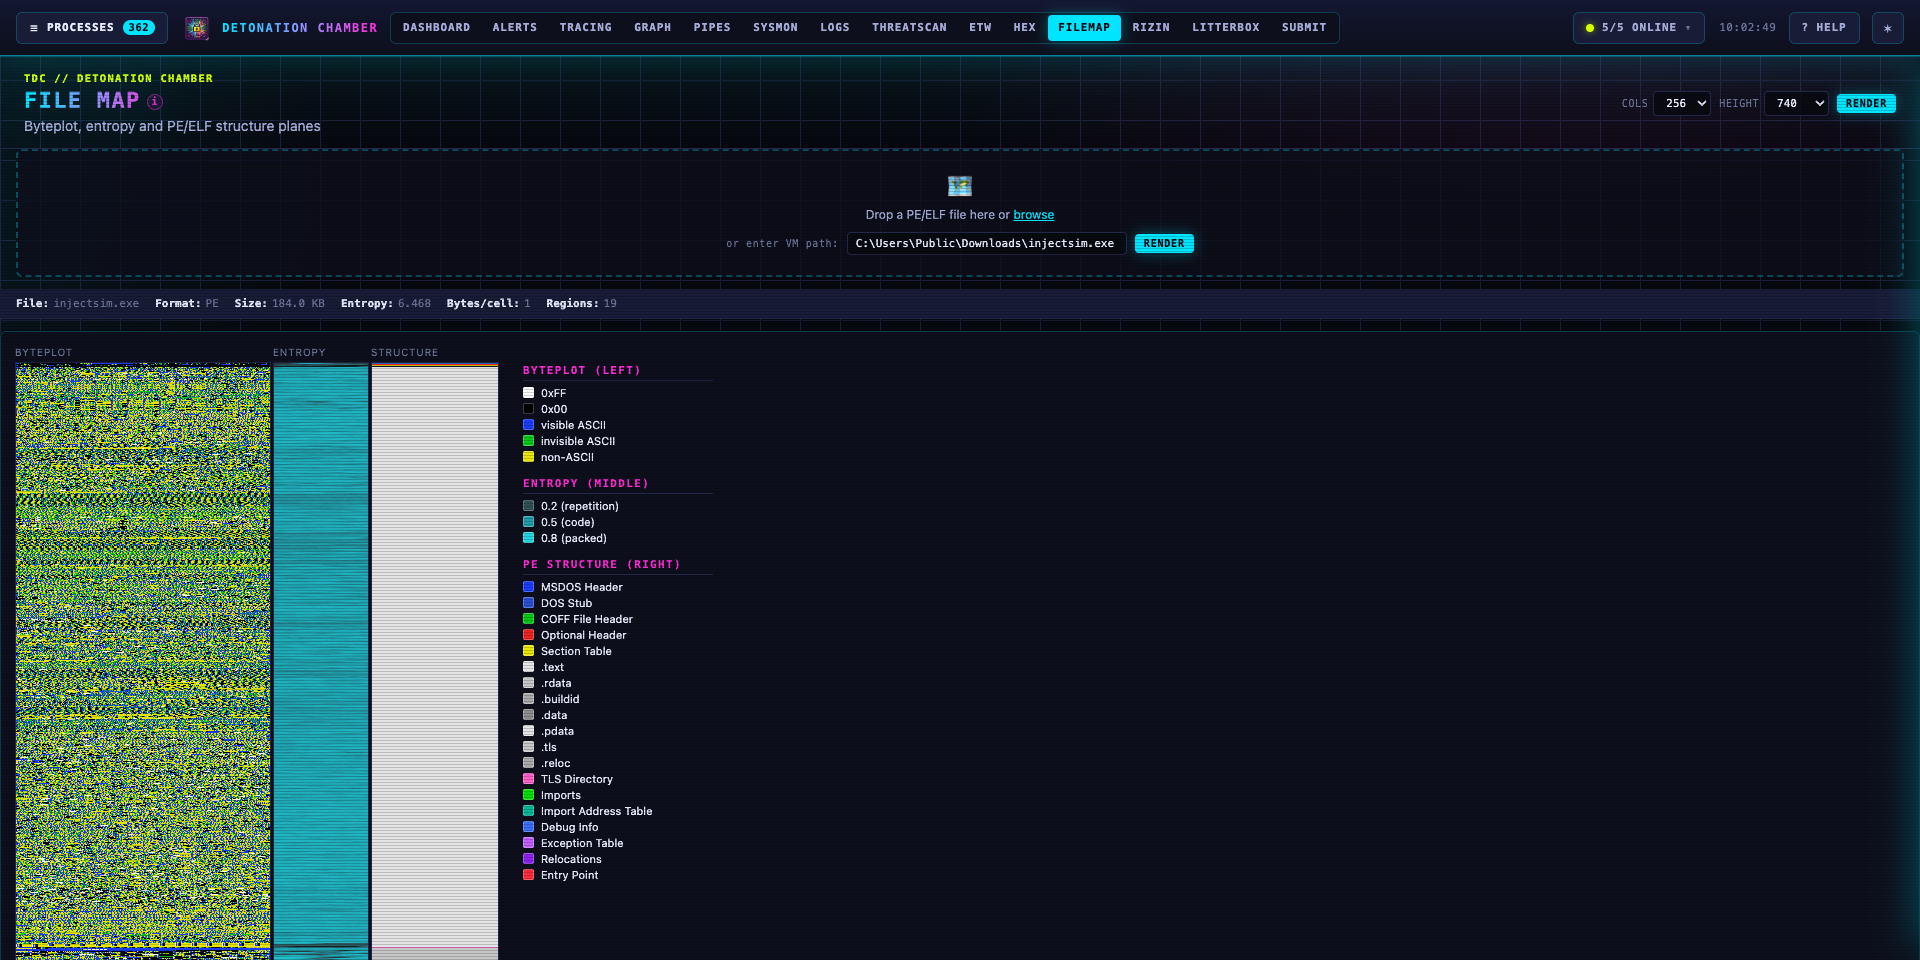 ≡ PROCESSES 362 DETONATION CHAMBER DASHBOARD ALERTS TRACING GRAPH PIPES SYSMON LOGS THREATSCAN ETW HEX FILEMAP RIZIN LITTERBOX SUBMIT 5/5 ONLINE 10:02:49 ? HELP
TDC // DETONATION CHAMBER
FILE MAP i
Byteplot, entropy and PE/ELF structure planes
COLS 256 HEIGHT 740 RENDER
Drop a PE/ELF file here or browse
or enter VM path: C:\Users\Public\Downloads\injectsim.exe RENDER
File: injectsim.exe Format: PE Size: 184.0 KB Entropy: 6.468 Bytes/cell: 1 Regions: 19
BYTEPLOT ENTROPY STRUCTURE
BYTEPLOT (LEFT)
0xFF
0x00
visible ASCII
invisible ASCII
non-ASCII
ENTROPY (MIDDLE)
0.2 (repetition)
0.5 (code)
0.8 (packed)
PE STRUCTURE (RIGHT)
MSDOS Header
DOS Stub
COFF File Header
Optional Header
Section Table
.text
.rdata
.buildid
.data
.pdata
.tls
.reloc
TLS Directory
Imports
Import Address Table
Debug Info
Exception Table
Relocations
Entry Point